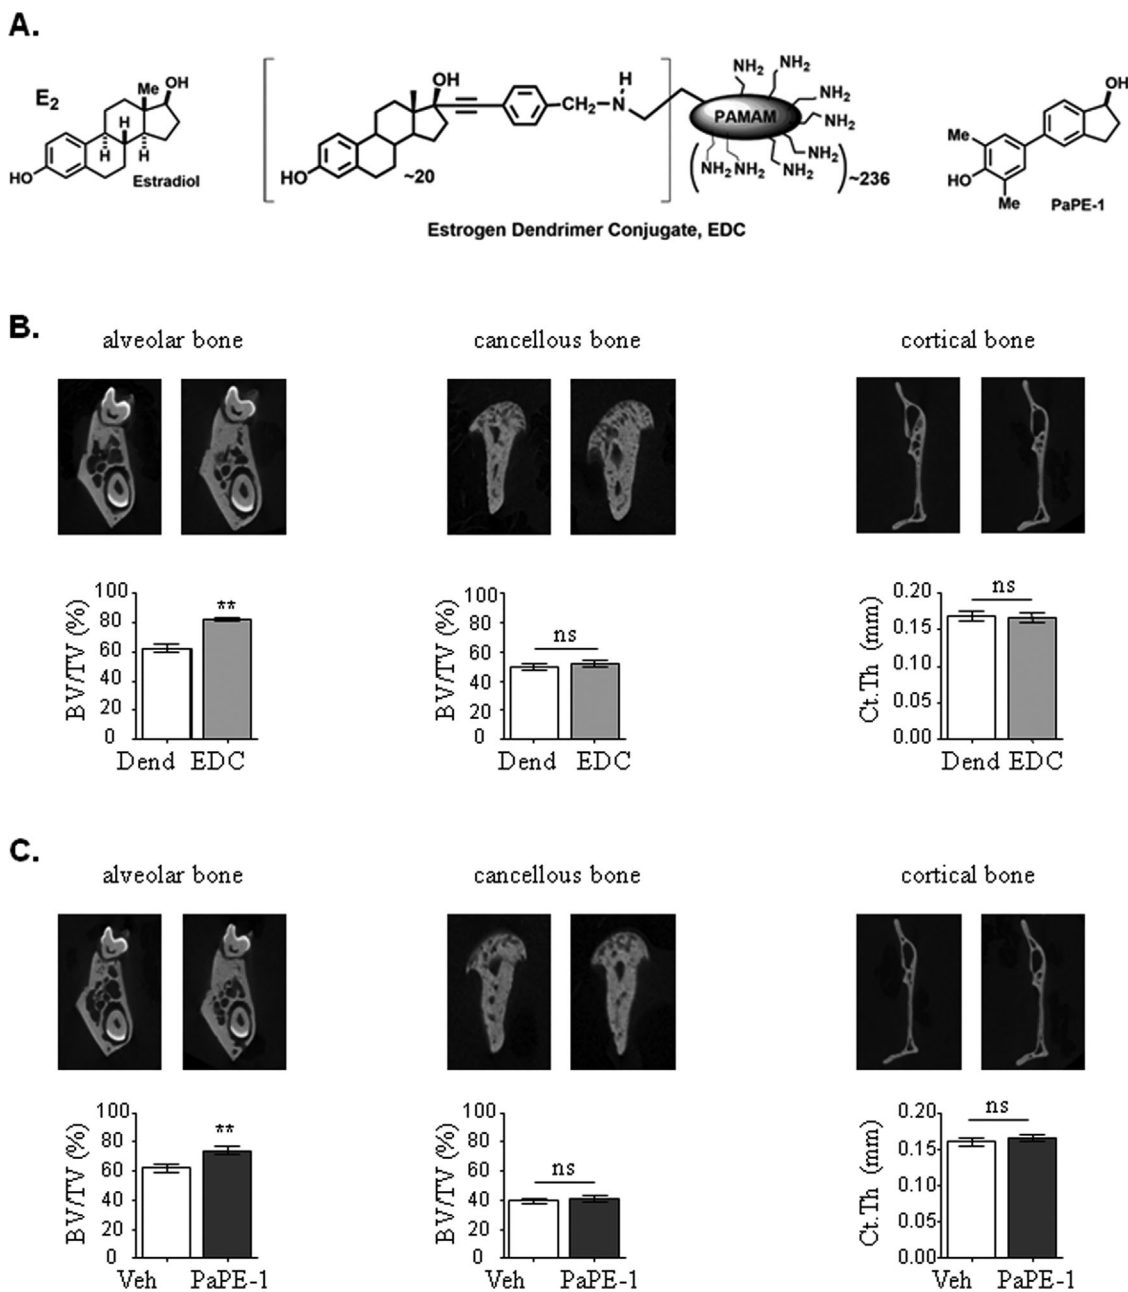 A.
E2
Me
OH
H
H
H
HO
Estradiol
OH
CH2
N
H
HO
~20
PAMAM
NH2
NH2
NH2
NH2
NH2
NH2
NH2
NH2
~236
Estrogen Dendrimer Conjugate, EDC
OH
Me
HO
Me
PaPE-1
B.
alveolar bone
cancellous bone
cortical bone
BV/TV (%)
100
80
60
40
20
0
**
Dend EDC
BV/TV (%)
100
80
60
40
20
0
ns
Dend EDC
Ct.Th (mm)
0.20
0.15
0.10
0.05
0.00
ns
Dend EDC
C.
alveolar bone
cancellous bone
cortical bone
BV/TV (%)
100
80
60
40
20
0
**
Veh PaPE-1
BV/TV (%)
100
80
60
40
20
0
ns
Veh PaPE-1
Ct.Th (mm)
0.20
0.15
0.10
0.05
0.00
ns
Veh PaPE-1